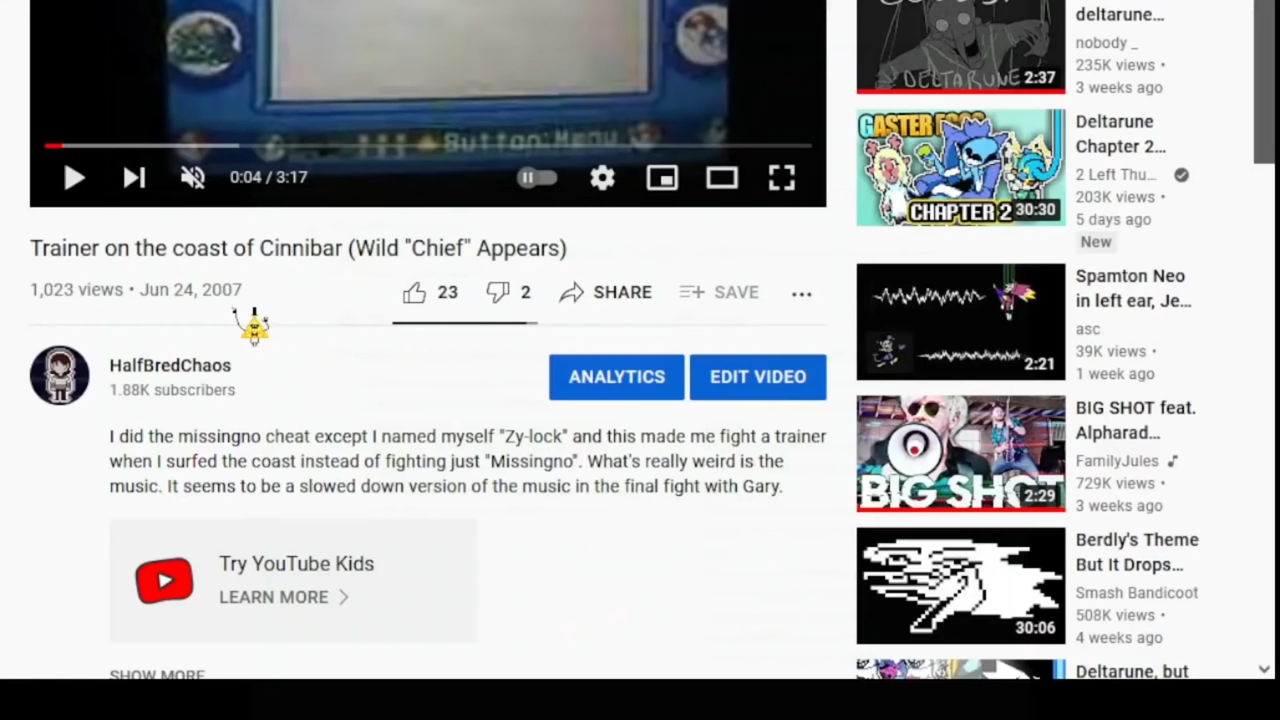 Button:Menu
0:04 / 3:17
Trainer on the coast of Cinnibar (Wild "Chief" Appears)
1,023 views • Jun 24, 2007
23
2
SHARE
SAVE
HalfBredChaos
1.88K subscribers
ANALYTICS
EDIT VIDEO
I did the missingno cheat except I named myself "Zy-lock" and this made me fight a trainer
when I surfed the coast instead of fighting just "Missingno". What's really weird is the
music. It seems to be a slowed down version of the music in the final fight with Gary.
Try YouTube Kids
LEARN MORE
SHOW MORE
DELTARUNE
2:37
deltarune...
nobody _
235K views •
3 weeks ago
CHAPTER 2
30:30
Deltarune
Chapter 2...
2 Left Thu...
203K views •
5 days ago
New
2:21
Spamton Neo
in left ear, Je...
asc
39K views •
1 week ago
BIG SHOT
2:29
BIG SHOT feat.
Alpharad...
FamilyJules
729K views •
3 weeks ago
30:06
Berdly's Theme
But It Drops...
Smash Bandicoot
508K views •
4 weeks ago
Deltarune, but